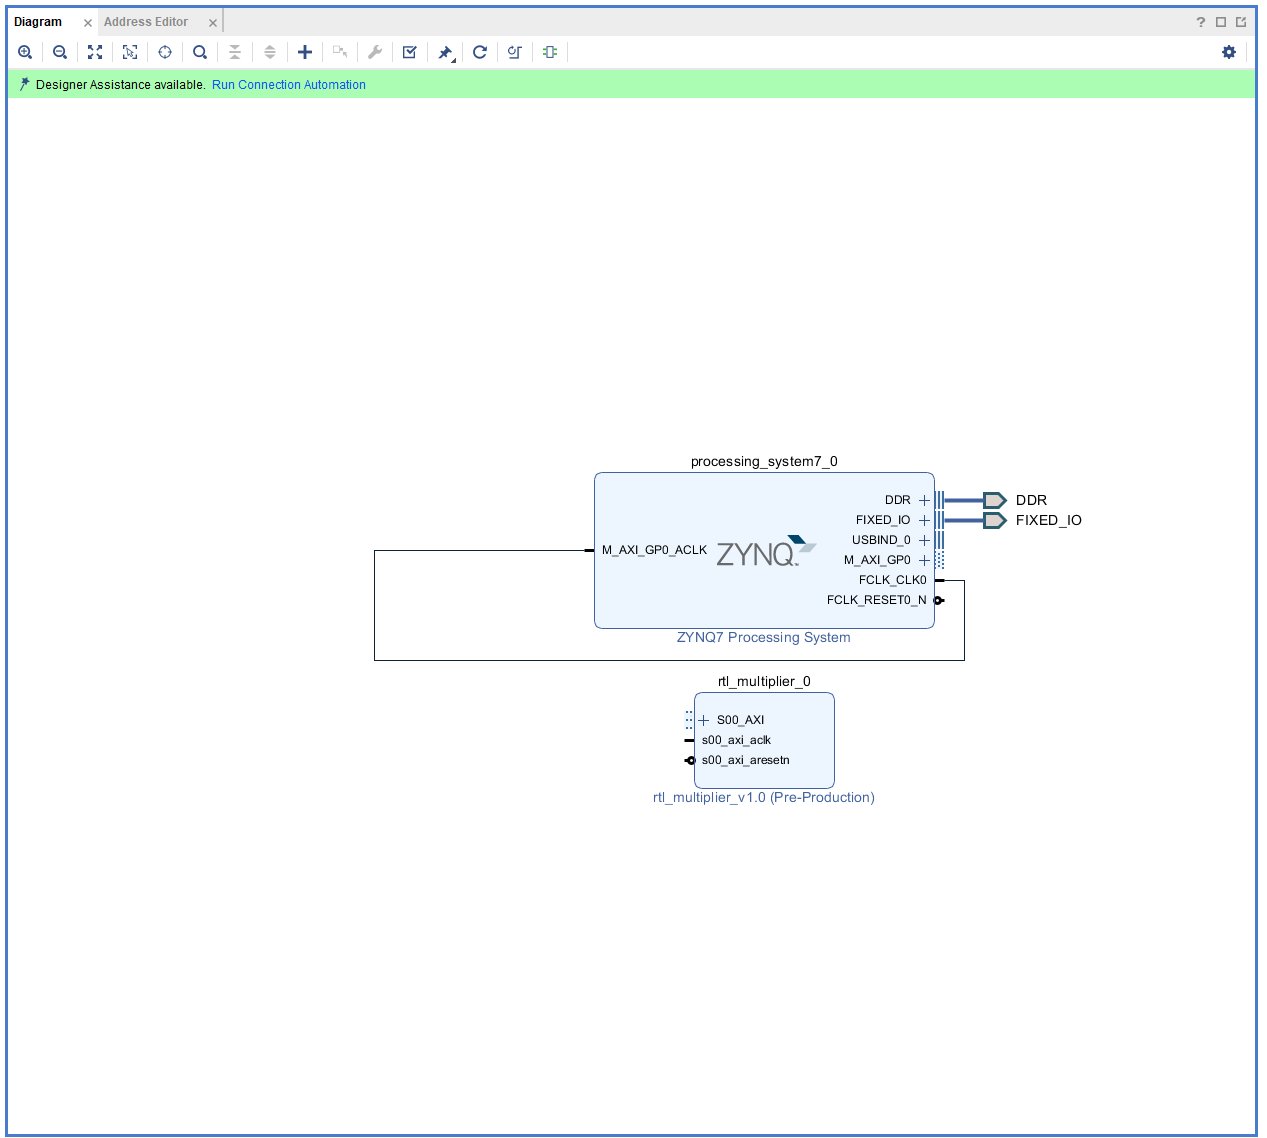 Diagram
Address Editor
Designer Assistance available. Run Connection Automation
processing_system7_0
DDR
FIXED_IO
USBIND_0
M_AXI_GP0
FCLK_CLK0
FCLK_RESET0_N
M_AXI_GP0_ACLK
ZYNQ
DDR
FIXED_IO
ZYNQ7 Processing System
rtl_multiplier_0
S00_AXI
s00_axi_aclk
s00_axi_aresetn
rtl_multiplier_v1.0 (Pre-Production)